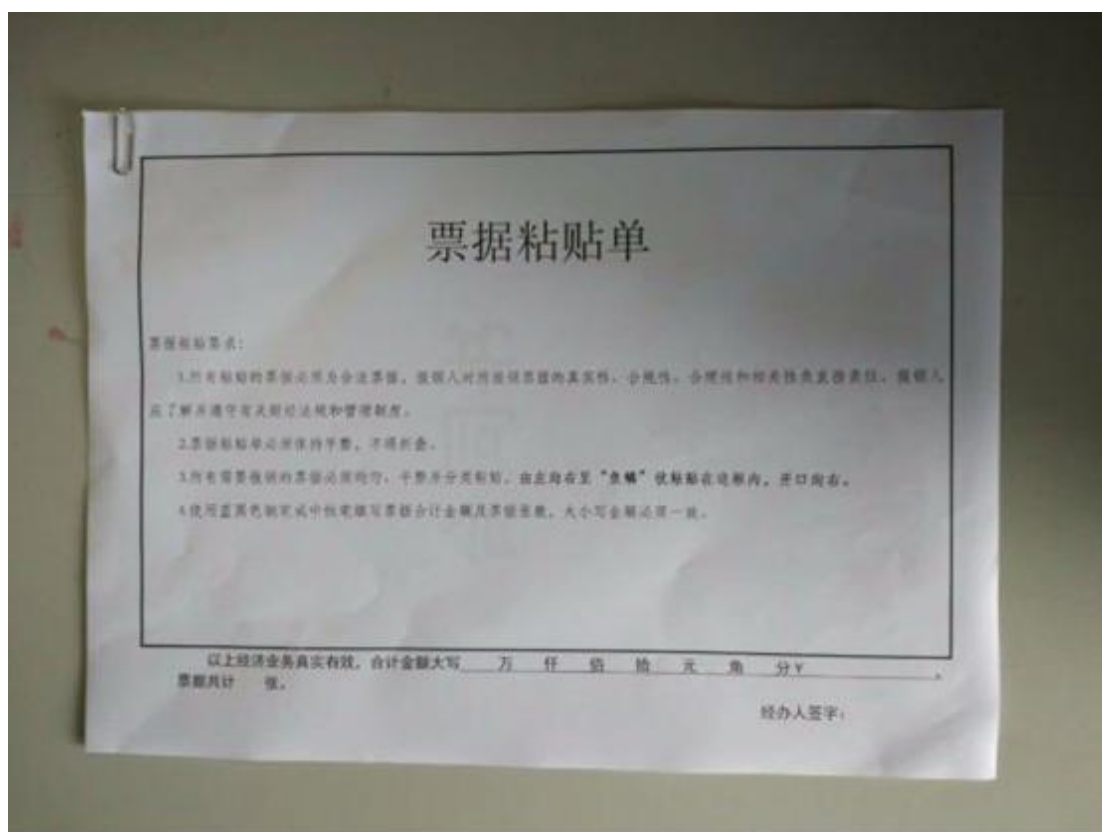 票据粘贴单
票据粘贴要求：
1.所有粘贴的票据必须为合法票据，报销人对所报销票据的真实性、合规性、合理性和相关性负直接责任，报销人
应了解并遵守有关财经法规和管理制度。
2.票据粘贴单必须保持平整，不得折叠。
3.所有需要报销的票据必须均匀、平整并分类粘贴，由左向右呈“鱼鳞”状粘贴在边框内，开口向右。
4.使用蓝黑色钢笔或中性笔填写票据合计金额及票据张数，大小写金额必须一致。
以上经济业务真实有效，合计金额大写 万 仟 佰 拾 元 角 分￥ 。
票据共计 张。
经办人签字：